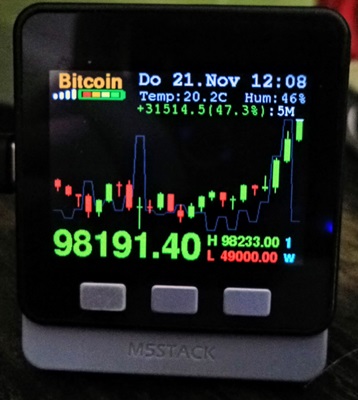 Bitcoin Do 21.Nov 12:08
Temp:20.2C Hum:46%
+31514.5(47.3%):5M
98191.40 H 98233.00 1
L 49000.00 W
M5STACK